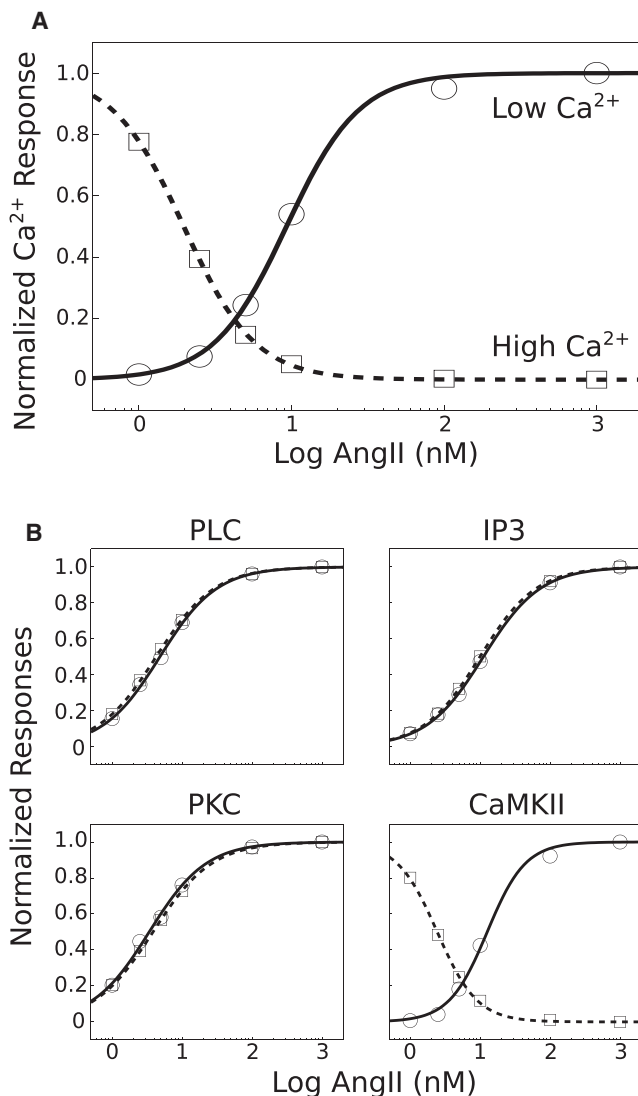 A
Normalized Ca²⁺ Response
1.0
0.8
0.6
0.4
0.2
0
Low Ca²⁺
High Ca²⁺
0 1 2 3
Log AngII (nM)
B
Normalized Responses
PLC IP3
1.0
0.8
0.6
0.4
0.2
0
PKC CaMKII
1.0
0.8
0.6
0.4
0.2
0
0 1 2 3 0 1 2 3
Log AngII (nM)